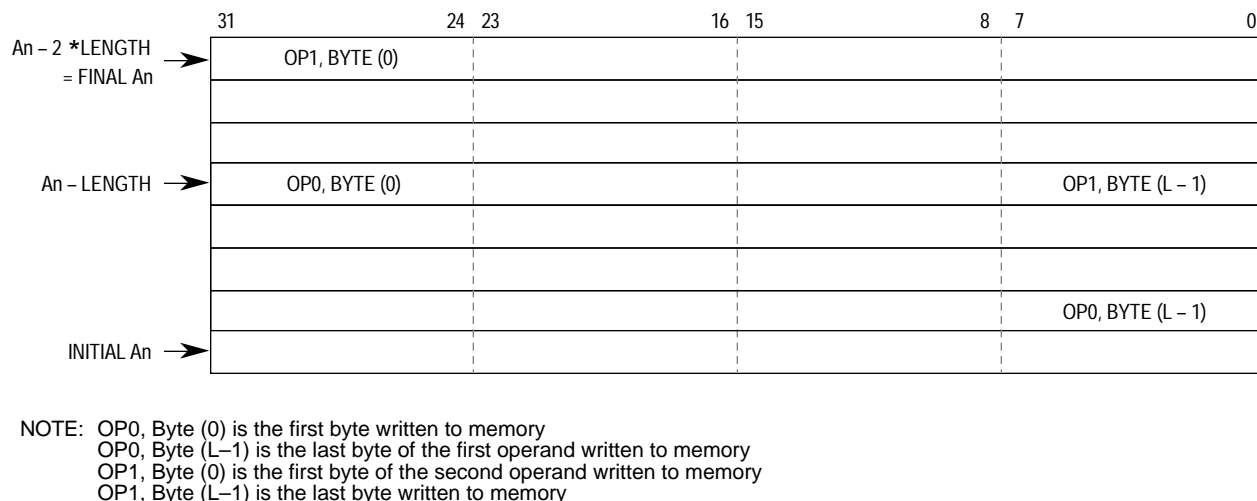 31 24 23 16 15 8 7 0
An – 2 *LENGTH
= FINAL An
OP1, BYTE (0)
An – LENGTH
OP0, BYTE (0)
OP1, BYTE (L – 1)
OP0, BYTE (L – 1)
INITIAL An
NOTE: OP0, Byte (0) is the first byte written to memory
OP0, Byte (L–1) is the last byte of the first operand written to memory
OP1, Byte (0) is the first byte of the second operand written to memory
OP1, Byte (L–1) is the last byte written to memory